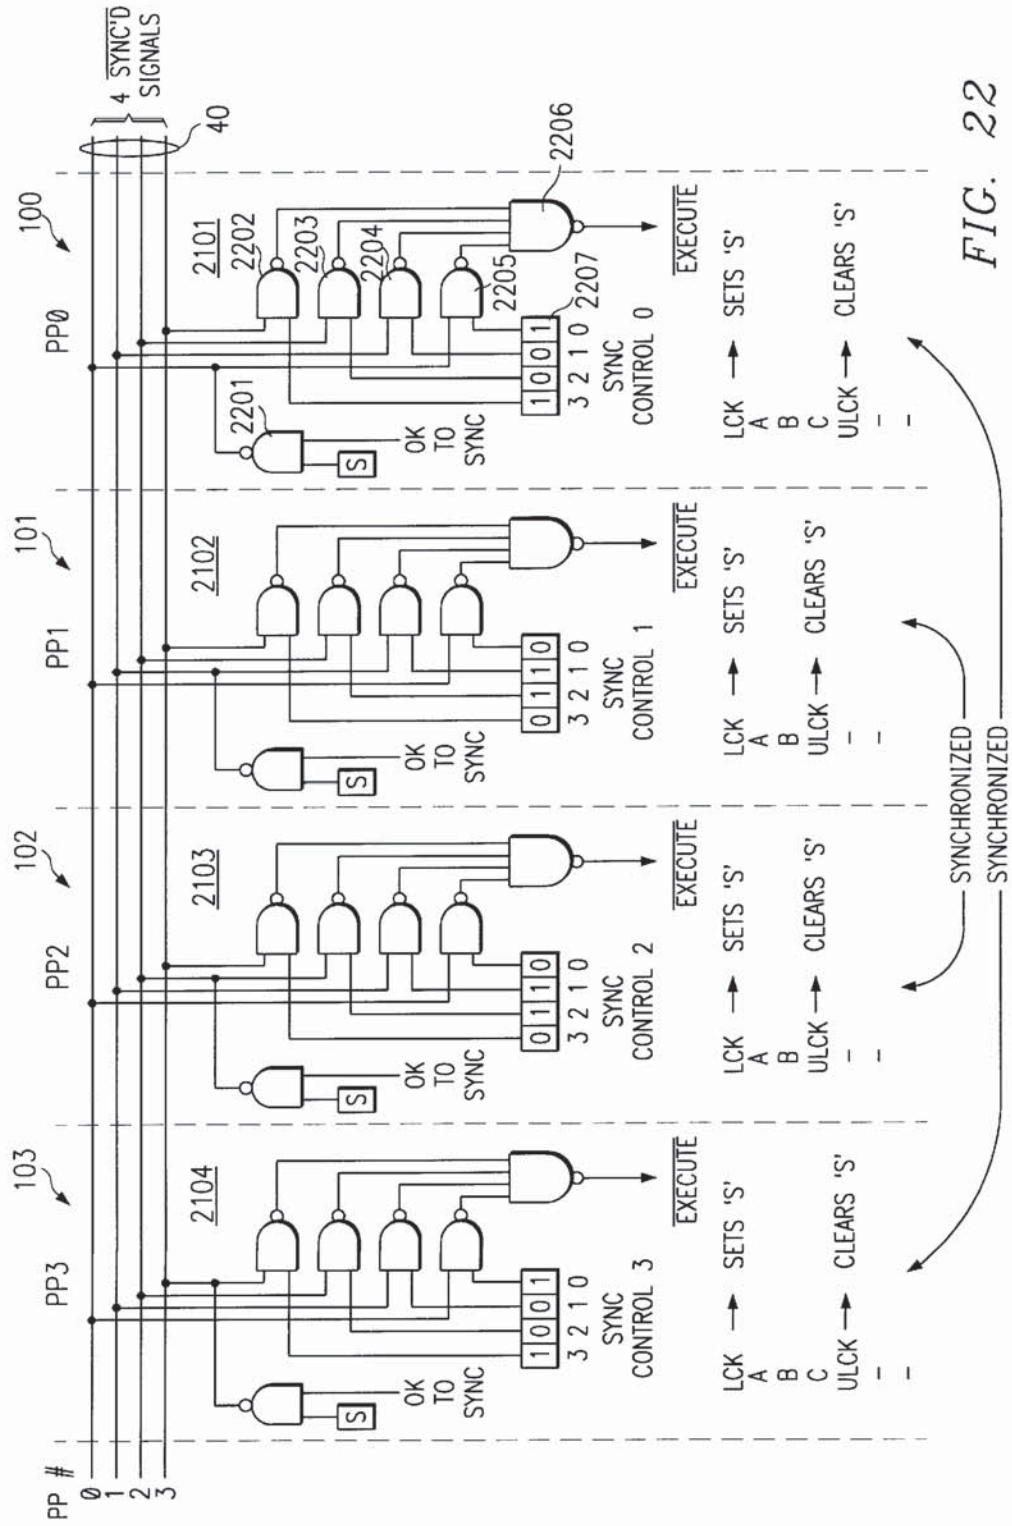 PP #
0
1
2
3
4 SYNC'D
SIGNALS
40
103
PP3
2104
S
OK
TO
SYNC
1 0 0 1
3 2 1 0
SYNC
CONTROL 3
EXECUTE
LCK → SETS 'S'
A
B
C
ULCK → CLEARS 'S'
–
–
102
PP2
2103
S
OK
TO
SYNC
0 1 1 0
3 2 1 0
SYNC
CONTROL 2
EXECUTE
LCK → SETS 'S'
A
B
ULCK → CLEARS 'S'
–
–
101
PP1
2102
S
OK
TO
SYNC
0 1 1 0
3 2 1 0
SYNC
CONTROL 1
EXECUTE
LCK → SETS 'S'
A
B
ULCK → CLEARS 'S'
–
–
100
PP0
2101
2201
2202
2203
2204
2205
2206
2207
S
OK
TO
SYNC
1 0 0 1
3 2 1 0
SYNC
CONTROL 0
EXECUTE
LCK → SETS 'S'
A
B
C
ULCK → CLEARS 'S'
–
–
SYNCHRONIZED
SYNCHRONIZED
FIG. 22